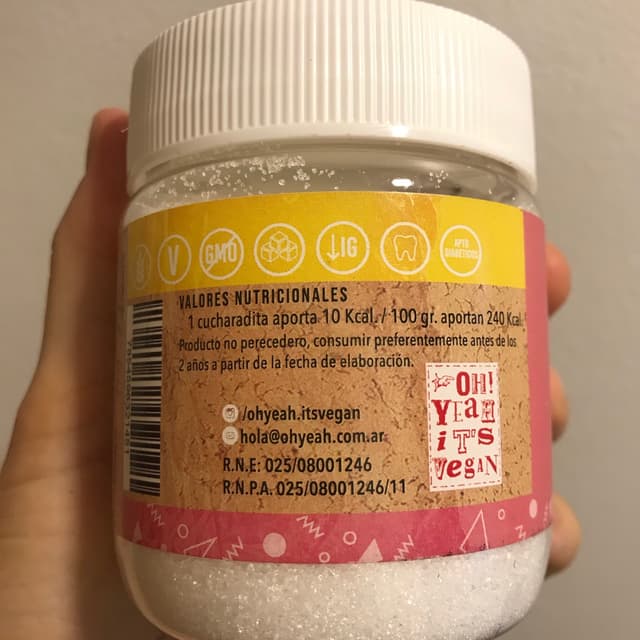 V
GMO
↓IG
APTO
DIABÉTICOS
VALORES NUTRICIONALES
1 cucharadita aporta 10 Kcal. / 100 gr. aportan 240 Kcal.
Producto no perecedero, consumir preferentemente antes de los
2 años a partir de la fecha de elaboración.
/ohyeah.itsvegan
hola@ohyeah.com.ar
R.N.E: 025/08001246
R.N.P.A. 025/08001246/11
OH!
YEAH
iT'S
VEGAN